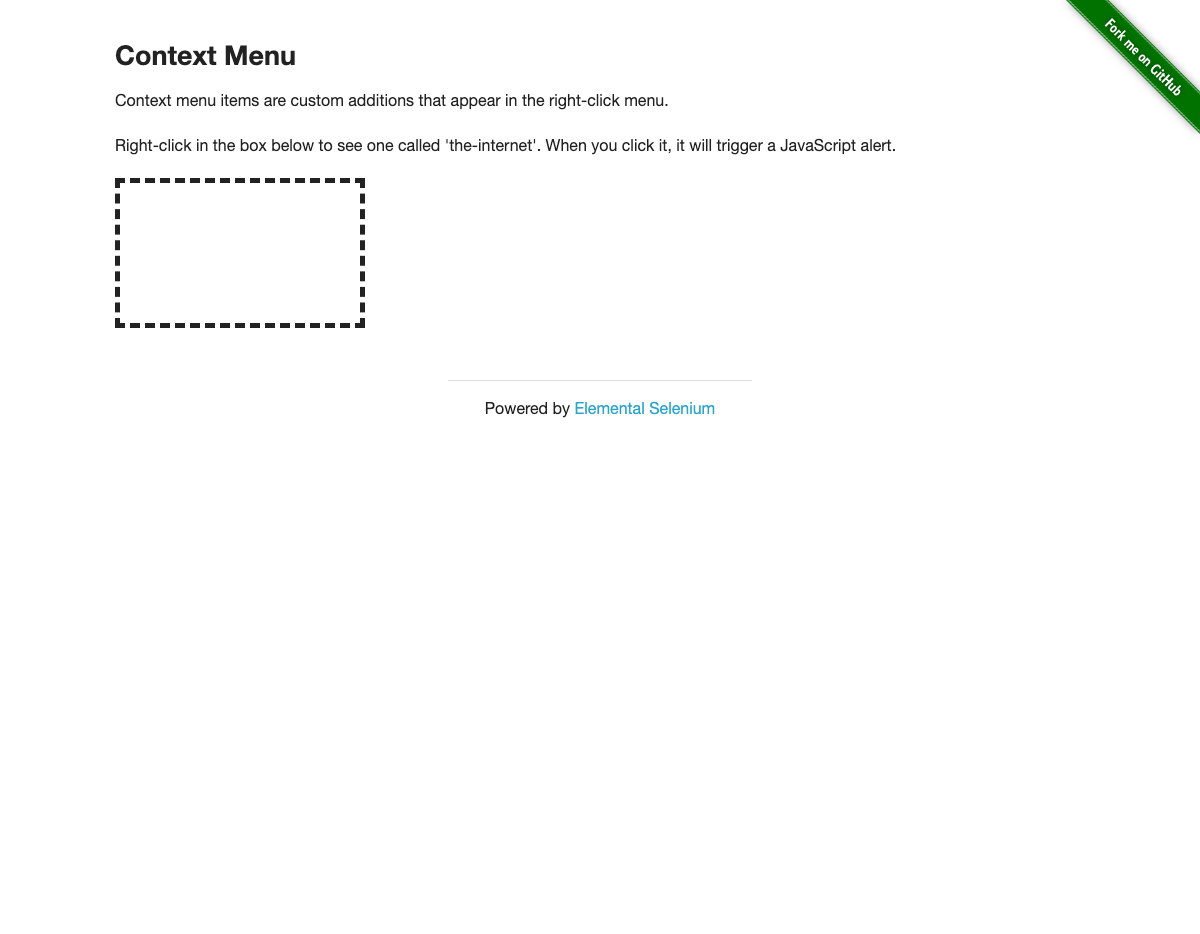 Fork me on GitHub
Context Menu
Context menu items are custom additions that appear in the right-click menu.
Right-click in the box below to see one called 'the-internet'. When you click it, it will trigger a JavaScript alert.
Powered by Elemental Selenium